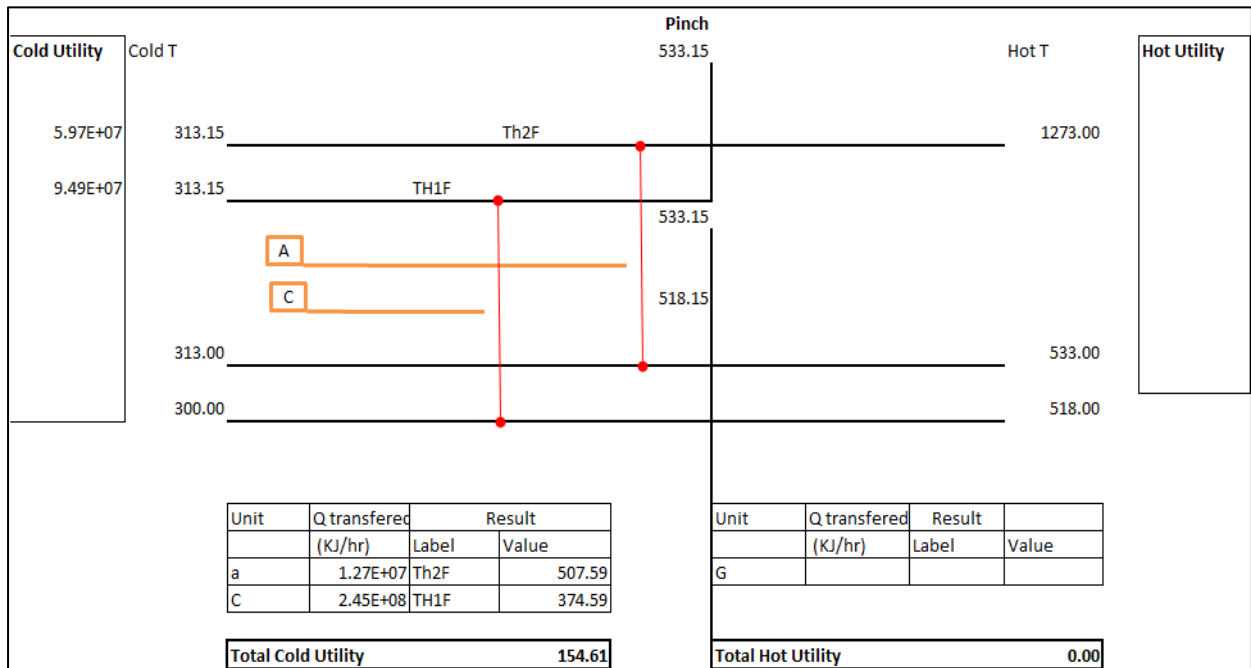 Pinch
Cold Utility Cold T 533.15 Hot T Hot Utility
5.97E+07 313.15 Th2F 1273.00
9.49E+07 313.15 TH1F
533.15
A
C 518.15
313.00 533.00
300.00 518.00
Unit Q transfered Result Unit Q transfered Result
(KJ/hr) Label Value (KJ/hr) Label Value
a 1.27E+07 Th2F 507.59 G
C 2.45E+08 TH1F 374.59
Total Cold Utility 154.61 Total Hot Utility 0.00